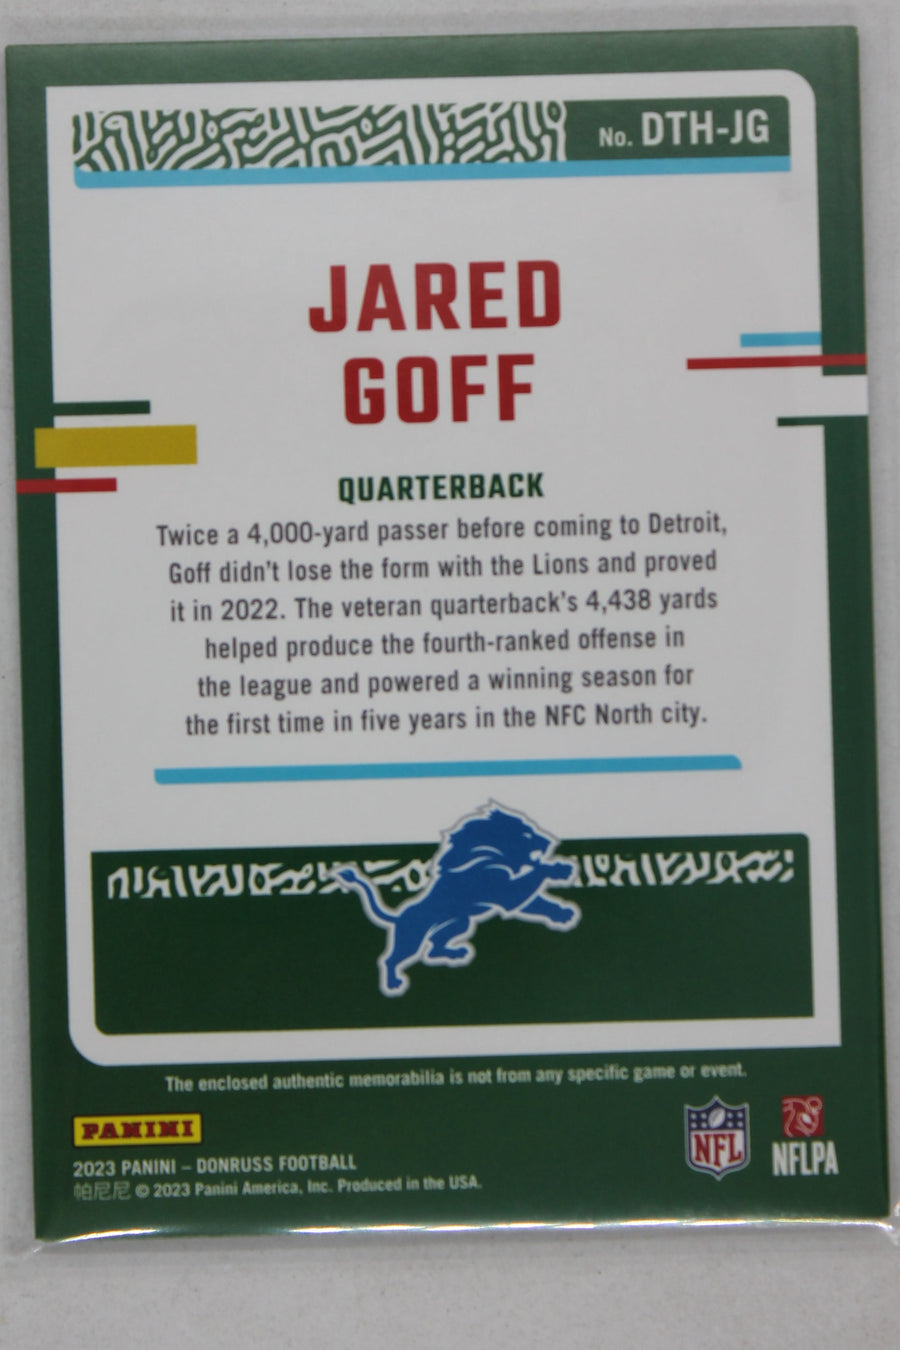 No. DTH-JG
JARED
GOFF
QUARTERBACK
Twice a 4,000-yard passer before coming to Detroit,
Goff didn't lose the form with the Lions and proved
it in 2022. The veteran quarterback's 4,438 yards
helped produce the fourth-ranked offense in
the league and powered a winning season for
the first time in five years in the NFC North city.
The enclosed authentic memorabilia is not from any specific game or event.
PANINI
2023 PANINI – DONRUSS FOOTBALL
帕尼尼 © 2023 Panini America, Inc. Produced in the USA.
NFL
NFLPA